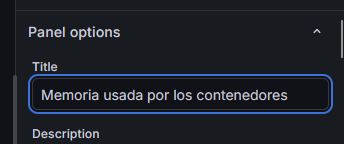 Panel options
Title
Memoria usada por los contenedores
Description